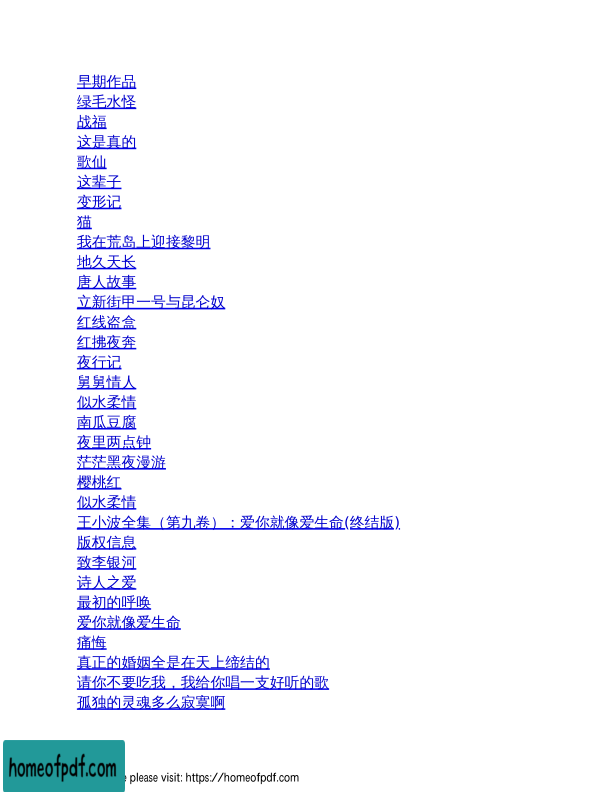 早期作品
绿毛水怪
战福
这是真的
歌仙
这辈子
变形记
猫
我在荒岛上迎接黎明
地久天长
唐人故事
立新街甲一号与昆仑奴
红线盗盒
红拂夜奔
夜行记
舅舅情人
似水柔情
南瓜豆腐
夜里两点钟
茫茫黑夜漫游
樱桃红
似水柔情
王小波全集（第九卷）：爱你就像爱生命(终结版)
版权信息
致李银河
诗人之爱
最初的呼唤
爱你就像爱生命
痛悔
真正的婚姻全是在天上缔结的
请你不要吃我，我给你唱一支好听的歌
孤独的灵魂多么寂寞啊
homeofpdf.com
please visit: https://homeofpdf.com